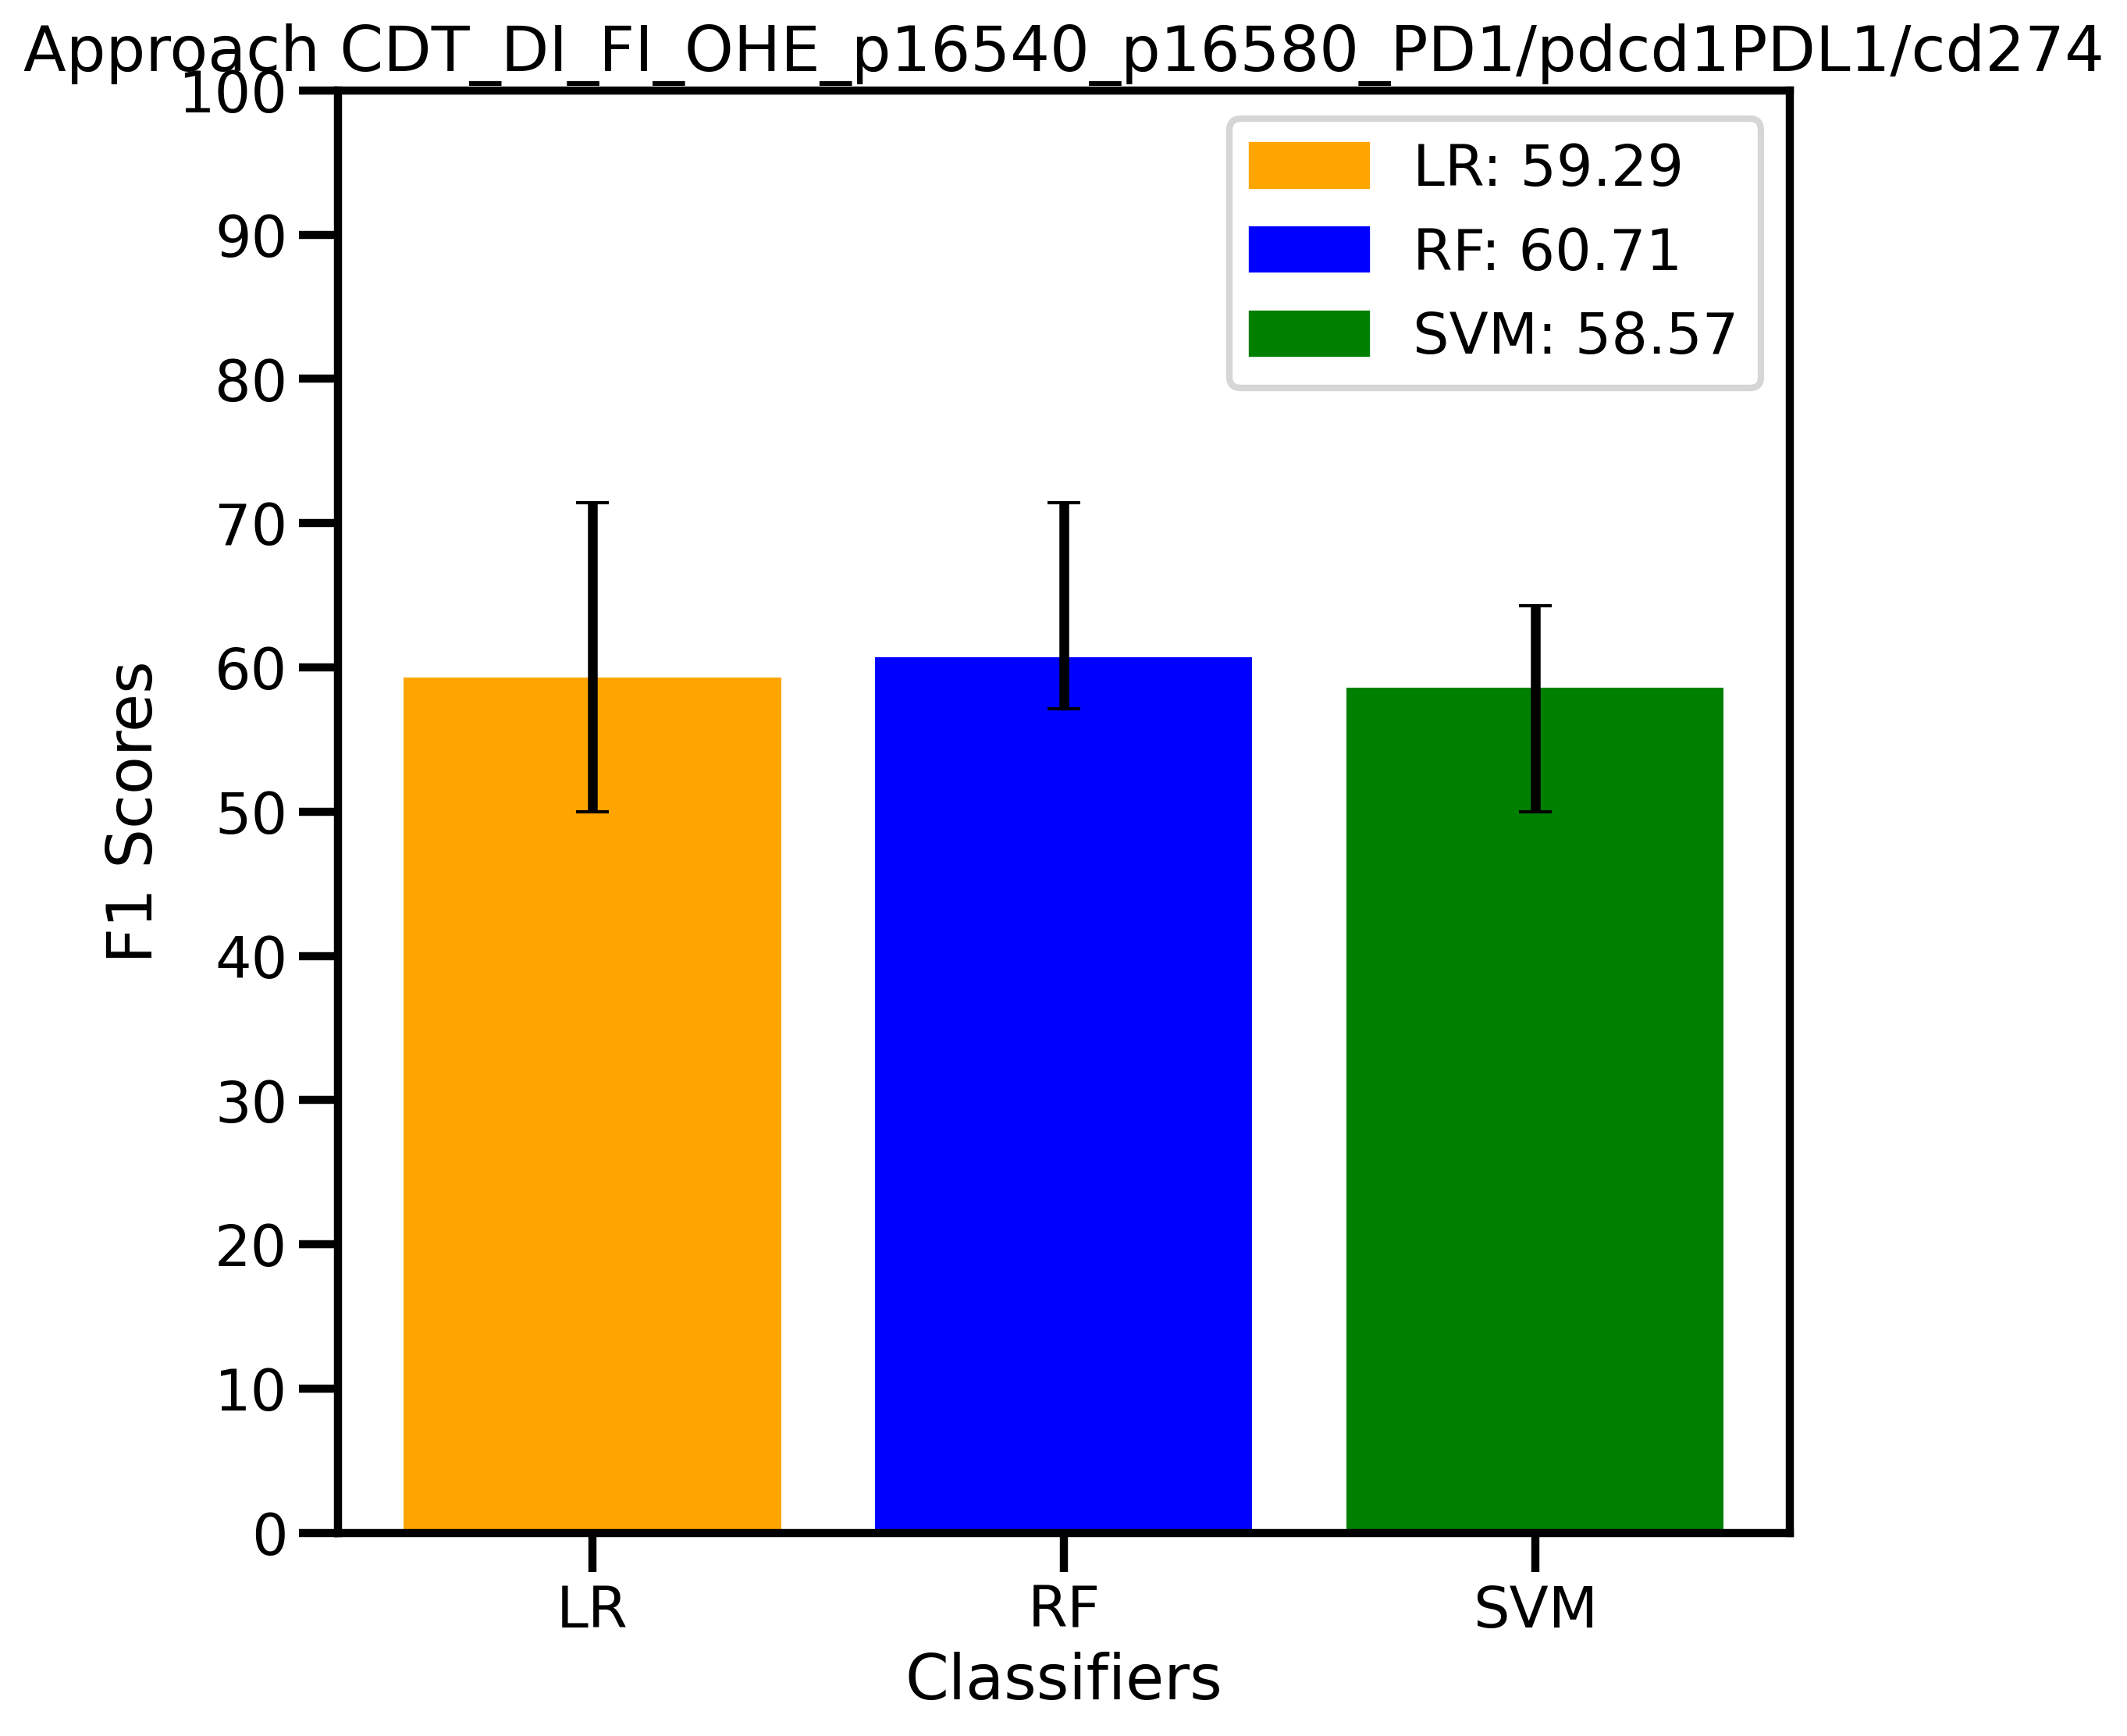 Approach CDT_DI_FI_OHE_p16540_p16580_PD1/pdcd1PDL1/cd274
100
90
80
70
60
50
40
30
20
10
0
F1 Scores
LR: 59.29
RF: 60.71
SVM: 58.57
LR
RF
SVM
Classifiers